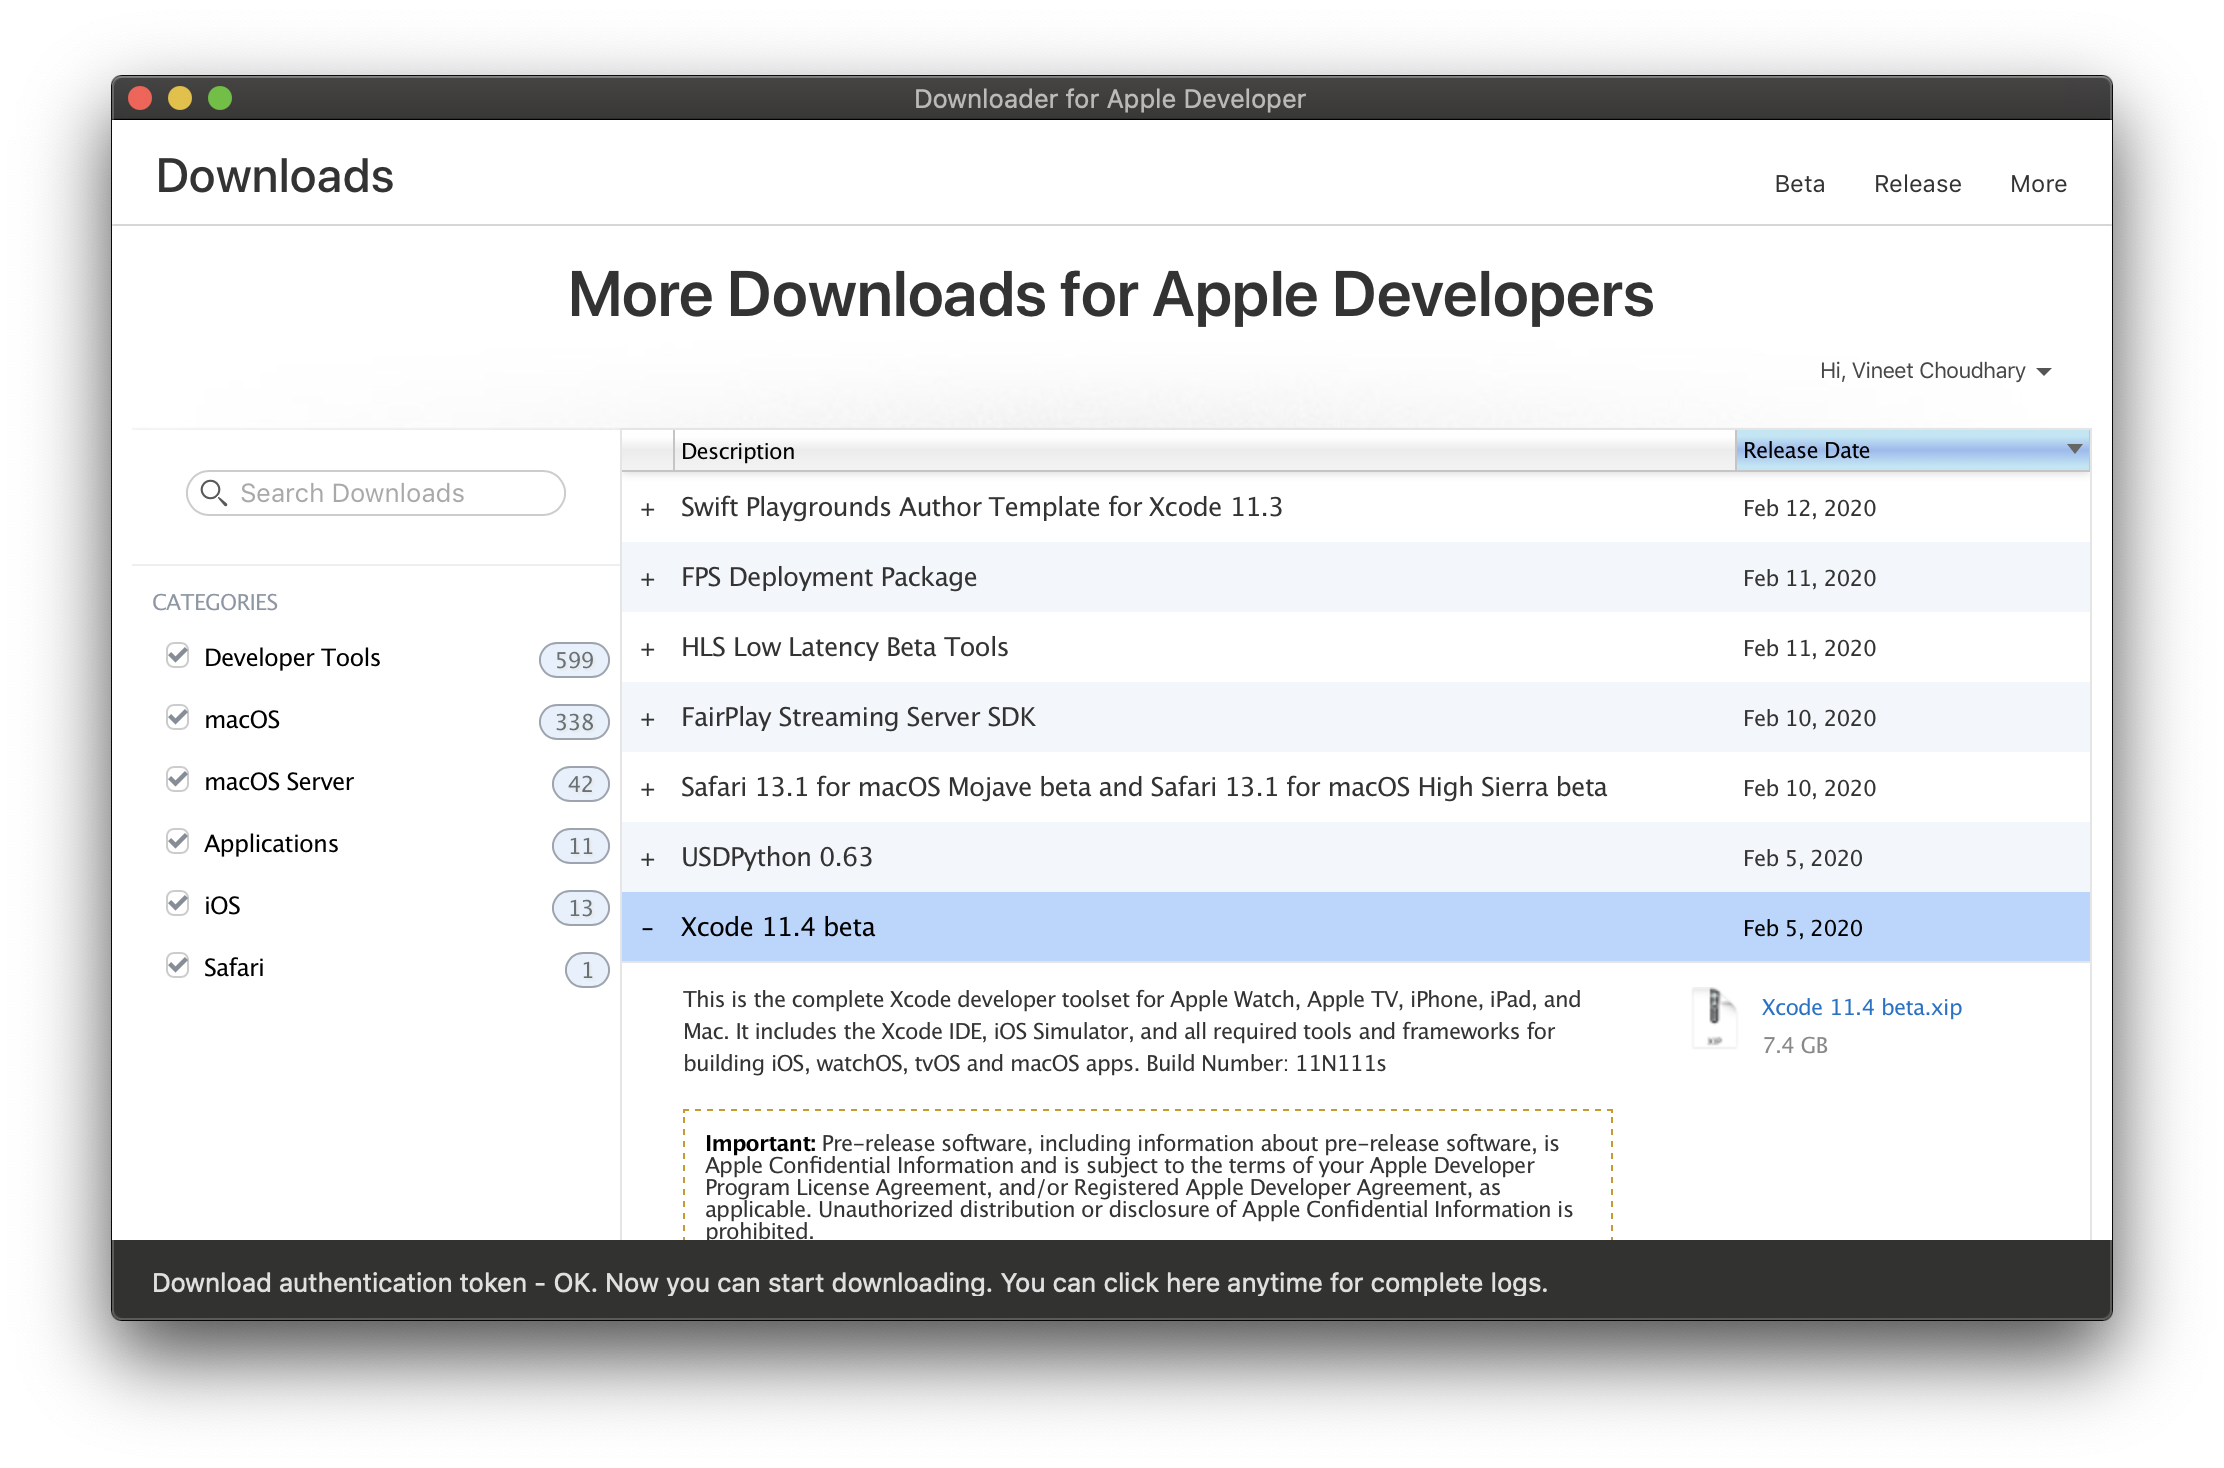 Downloader for Apple Developer
Downloads
Beta
Release
More
More Downloads for Apple Developers
Hi, Vineet Choudhary
Search Downloads
CATEGORIES
Developer Tools 599
macOS 338
macOS Server 42
Applications 11
iOS 13
Safari 1
Description Release Date
+ Swift Playgrounds Author Template for Xcode 11.3 Feb 12, 2020
+ FPS Deployment Package Feb 11, 2020
+ HLS Low Latency Beta Tools Feb 11, 2020
+ FairPlay Streaming Server SDK Feb 10, 2020
+ Safari 13.1 for macOS Mojave beta and Safari 13.1 for macOS High Sierra beta Feb 10, 2020
+ USDPython 0.63 Feb 5, 2020
– Xcode 11.4 beta Feb 5, 2020
This is the complete Xcode developer toolset for Apple Watch, Apple TV, iPhone, iPad, and
Mac. It includes the Xcode IDE, iOS Simulator, and all required tools and frameworks for
building iOS, watchOS, tvOS and macOS apps. Build Number: 11N111s
XIP
Xcode 11.4 beta.xip
7.4 GB
Important: Pre-release software, including information about pre-release software, is
Apple Confidential Information and is subject to the terms of your Apple Developer
Program License Agreement, and/or Registered Apple Developer Agreement, as
applicable. Unauthorized distribution or disclosure of Apple Confidential Information is
prohibited.
Download authentication token - OK. Now you can start downloading. You can click here anytime for complete logs.